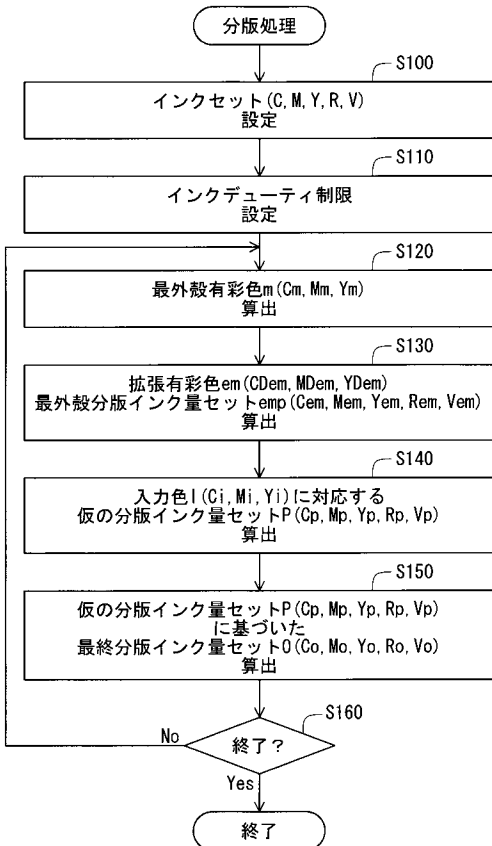 分版処理
S100
インクセット(C,M,Y,R,V)
設定
S110
インクデューティ制限
設定
S120
最外殻有彩色m(Cm,Mm,Ym)
算出
S130
拡張有彩色em(CDem,MDem,YDem)
最外殻分版インク量セットemp(Cem,Mem,Yem,Rem,Vem)
算出
S140
入力色I(Ci,Mi,Yi)に対応する
仮の分版インク量セットP(Cp,Mp,Yp,Rp,Vp)
算出
S150
仮の分版インク量セットP(Cp,Mp,Yp,Rp,Vp)
に基づいた
最終分版インク量セットO(Co,Mo,Yo,Ro,Vo)
算出
S160
終了?
No
Yes
終了